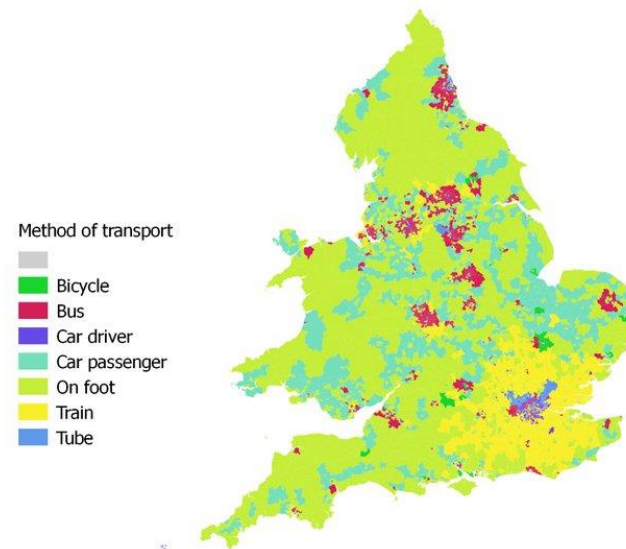 Method of transport
Bicycle
Bus
Car driver
Car passenger
On foot
Train
Tube